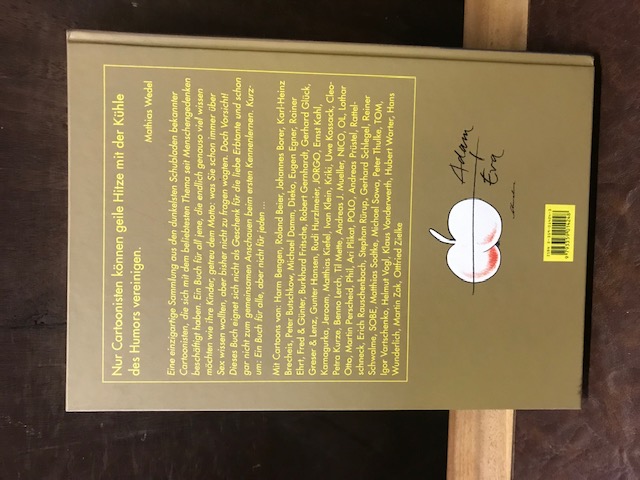 Nur Cartoonisten können geile Hitze mit der Kühle
des Humors vereinigen.
Mathias Wedel
Eine einzigartige Sammlung aus den dunkelsten Schubladen bekannter
Cartoonisten, die sich mit dem beliebtesten Thema seit Menschengedenken
beschäftigt haben. Ein Buch für all jene, die endlich genauso viel wissen
möchten wie ihre Kinder, getreu dem Motto: was Sie schon immer über
Sex wissen wollten, aber bisher nicht zu fragen wagten. Doch Vorsicht!
Dieses Buch eignet sich nicht als Geschenk für die liebe Erbtante und schon
gar nicht zum gemeinsamen Anschauen beim ersten Kennenlernen. Kurz-
um: Ein Buch für alle, aber nicht für jeden ...
Mit Cartoons von: Harm Bengen, Roland Beier, Johannes Barer, Karl-Heinz
Brecheis, Peter Butschkow, Michael Damm, Dieko, Eugen Egner, Rainer
Ehrt, Fred & Günter, Burkhard Fritsche, Robert Gernhardt, Gerhard Glück,
Greser & Lenz, Gunter Hansen, Rudi Hurzlmeier, JORGO, Ernst Kahl,
Kamagurka, Jeroom, Matthias Kiefel, Ivan Klein, Kriki, Uwe Kossack, Cleo-
Petra Kurze, Benno Lerch, Til Mette, Andreas J. Mueller, NICO, OL, Lothar
Otto, Martin Perscheid, Phil, Ari Plikat, POLO, Andreas Prüstel, Rattel-
schneck, Erich Rauschenbach, Stephan Rürup, Gerhard Schlegel, Reiner
Schwalme, SOBE, Matthias Sodtke, Michael Sowa, Peter Thulke, TOM,
Igor Vartschenko, Helmut Vogl, Klaus Vonderwerth, Hubert Warter, Hans
Wunderlich, Martin Zak, Ottfried Zielke
Adam
+
Eva